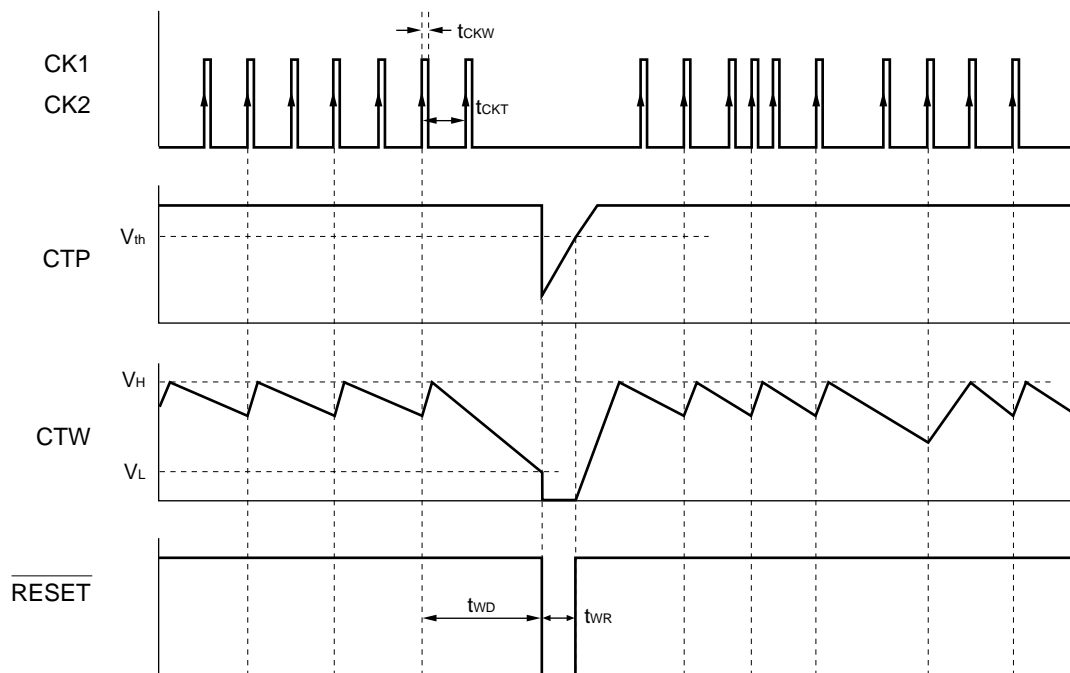 tCKW
CK1
CK2
tCKT
Vth
CTP
VH
CTW
VL
RESET
tWD
tWR